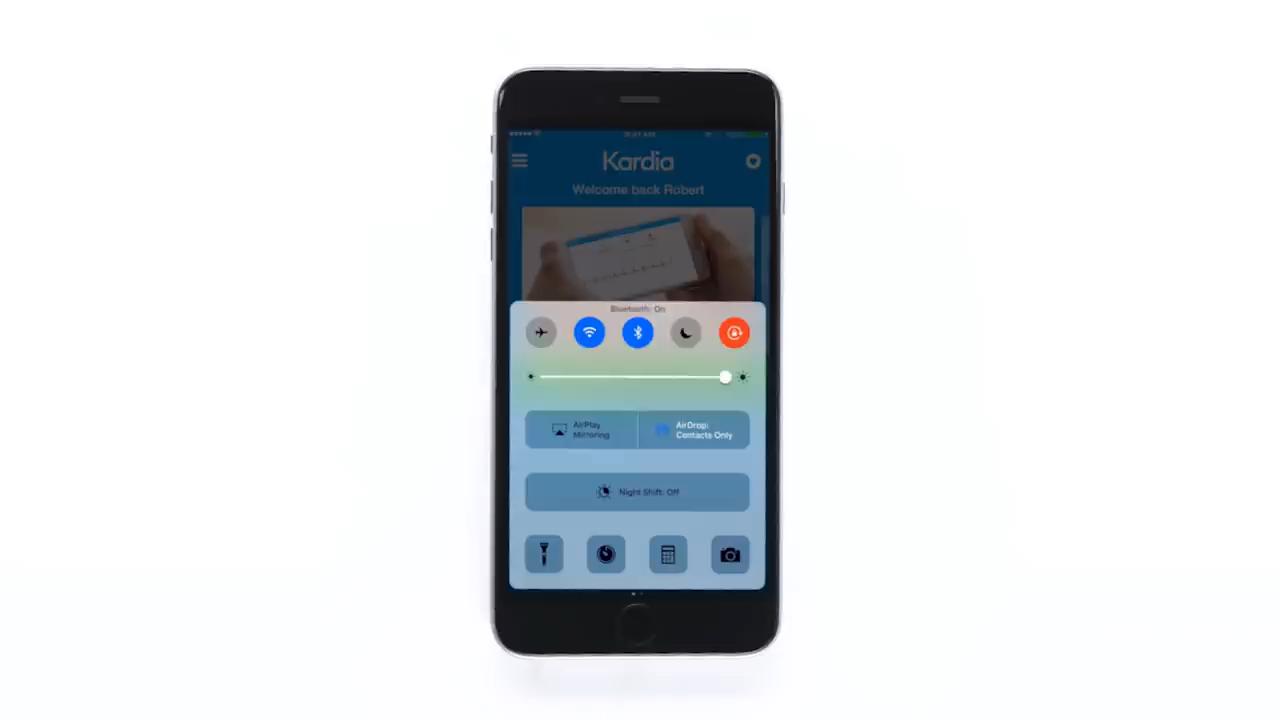 Kardia
Welcome back Robert
Bluetooth: On
AirPlay
Mirroring
AirDrop:
Contacts Only
Night Shift: Off